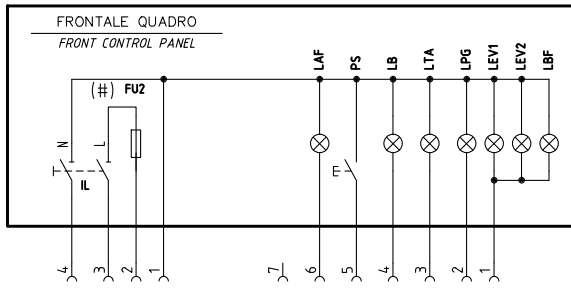 FRONTALE QUADRO
FRONT CONTROL PANEL
LAF PS LB LTA LPG LEV1 LEV2 LBF
(#) FU2
N L
IL
4 3 2 1 7 6 5 4 3 2 1